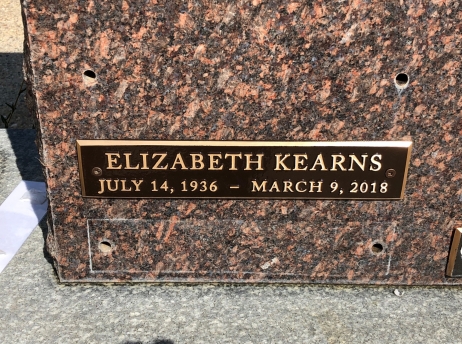 ELIZABETH KEARNS
JULY 14, 1936 – MARCH 9, 2018